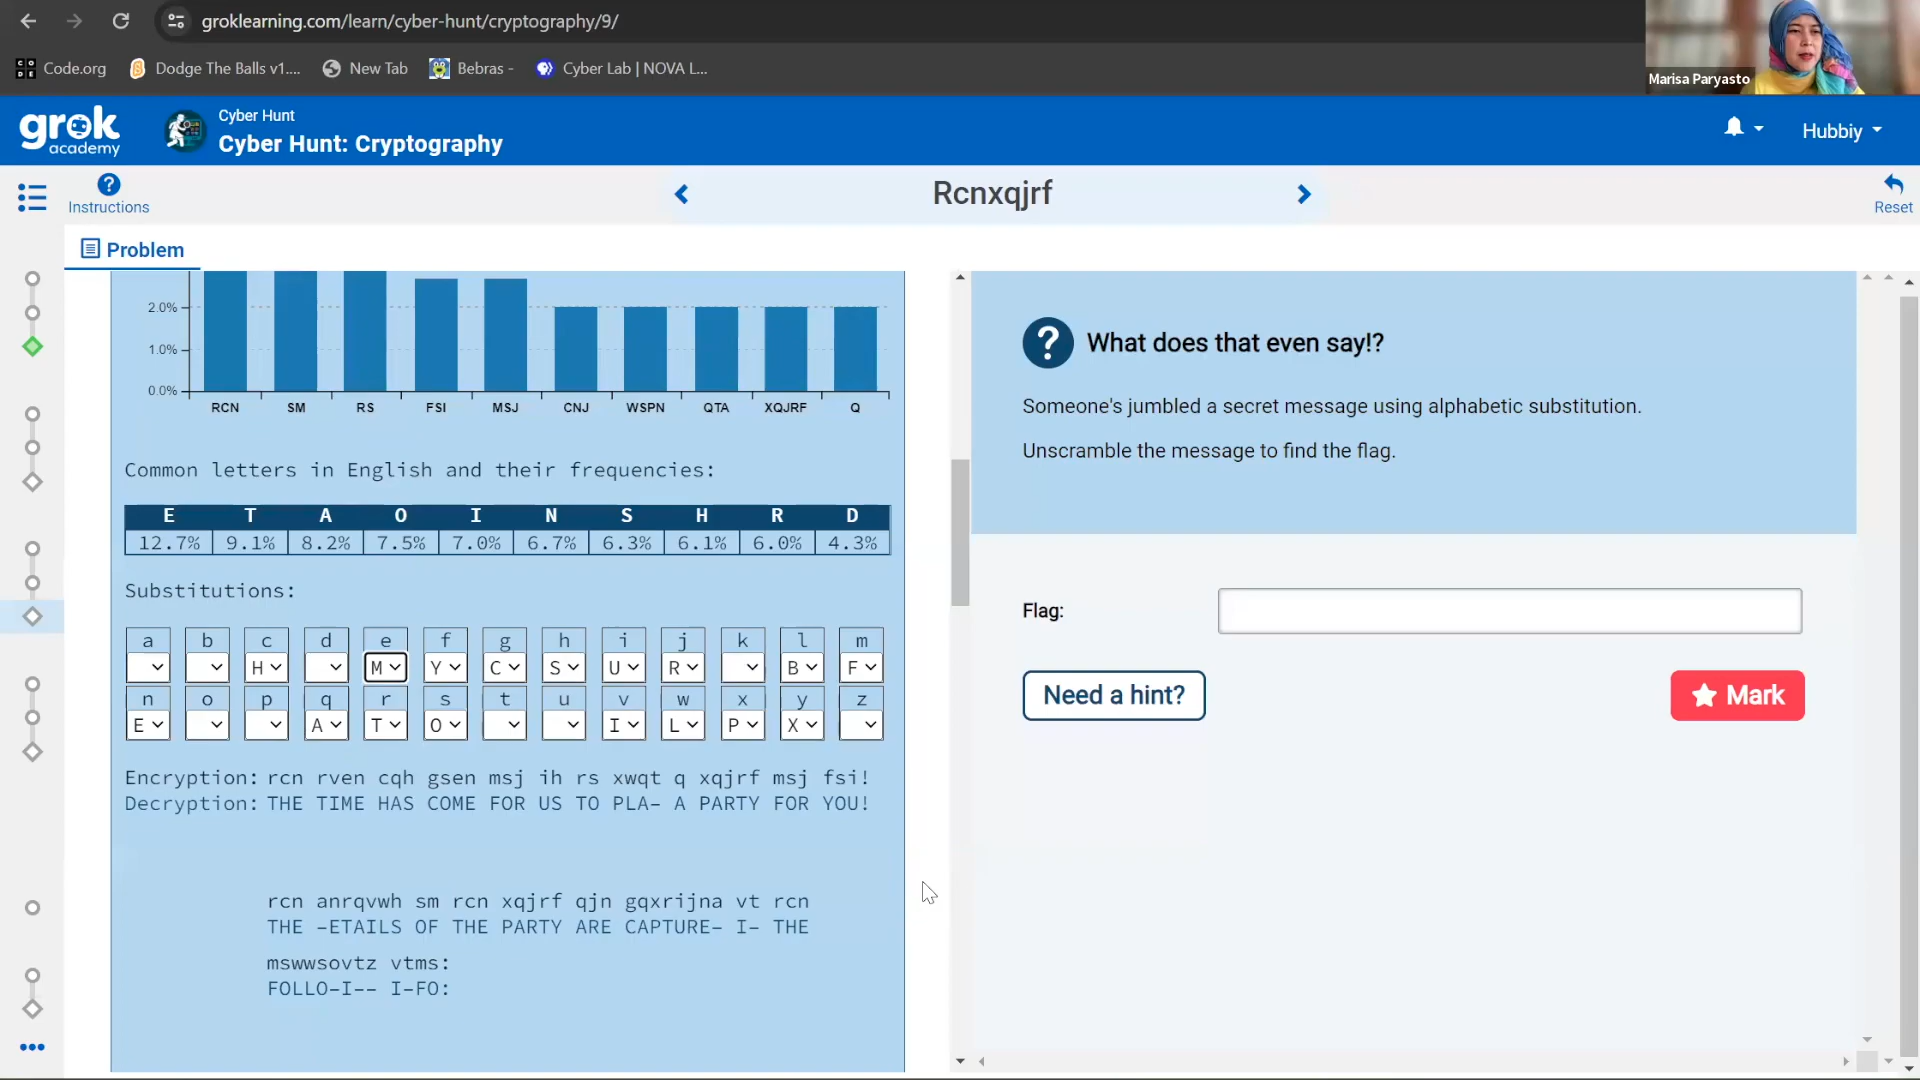 groklearning.com/learn/cyber-hunt/cryptography/9/
Code.org Dodge The Balls v1.... New Tab Bebras - Cyber Lab | NOVA L...
Marisa Paryasto
grok academy
Cyber Hunt
Cyber Hunt: Cryptography
Hubbiy
Instructions
Rcnxqjrf
Reset
Problem
2.0%
1.0%
0.0%
RCN SM RS FSI MSJ CNJ WSPN QTA XQJRF Q
Common letters in English and their frequencies:
E T A O I N S H R D
12.7% 9.1% 8.2% 7.5% 7.0% 6.7% 6.3% 6.1% 6.0% 4.3%
Substitutions:
a b c d e f g h i j k l m
H M Y C S U R B F
n o p q r s t u v w x y z
E A T O I L P X
Encryption: rcn rven cqh gsen msj ih rs xwqt q xqjrf msj fsi!
Decryption: THE TIME HAS COME FOR US TO PLA- A PARTY FOR YOU!
rcn anrqvwh sm rcn xqjrf qjn gqxrijna vt rcn
THE -ETAILS OF THE PARTY ARE CAPTURE- I- THE
mswwsovtz vtms:
FOLLO-I-- I-FO:
? What does that even say!?
Someone's jumbled a secret message using alphabetic substitution.
Unscramble the message to find the flag.
Flag:
Need a hint?
Mark